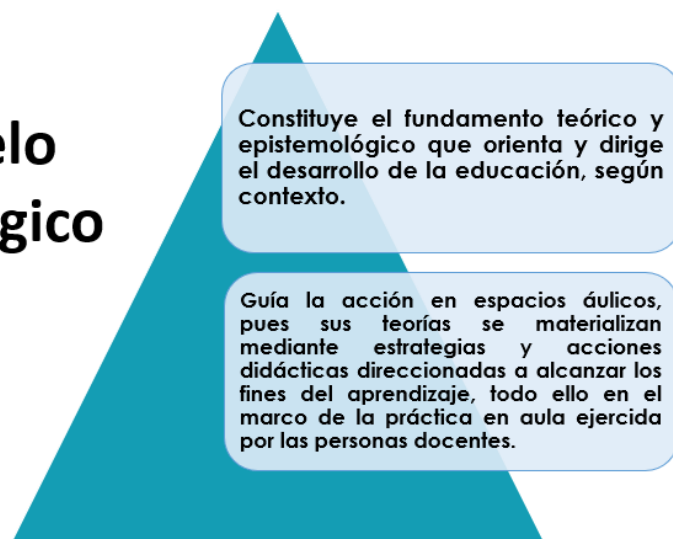 elo
gico
Constituye el fundamento teórico y
epistemológico que orienta y dirige
el desarrollo de la educación, según
contexto.
Guía la acción en espacios áulicos,
pues sus teorías se materializan
mediante estrategias y acciones
didácticas direccionadas a alcanzar los
fines del aprendizaje, todo ello en el
marco de la práctica en aula ejercida
por las personas docentes.